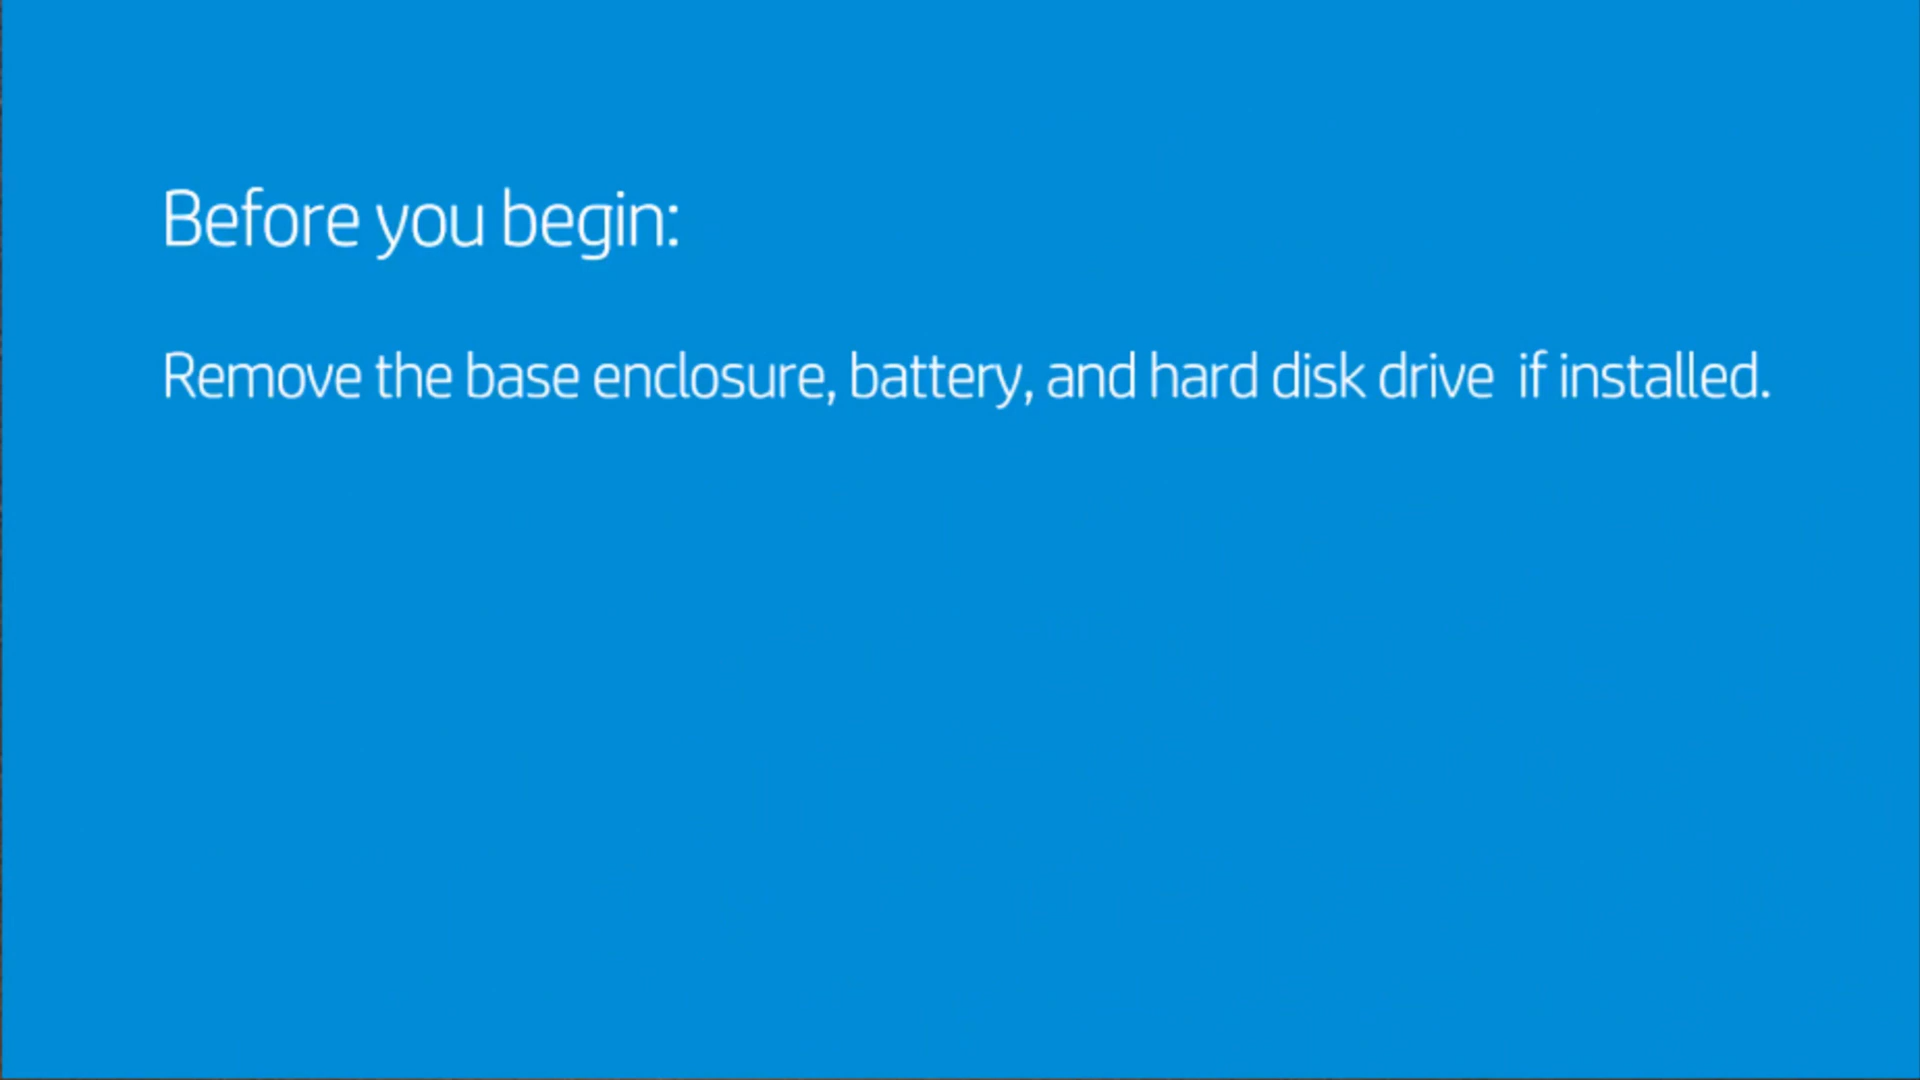 Before you begin:
Remove the base enclosure, battery, and hard disk drive  if installed.